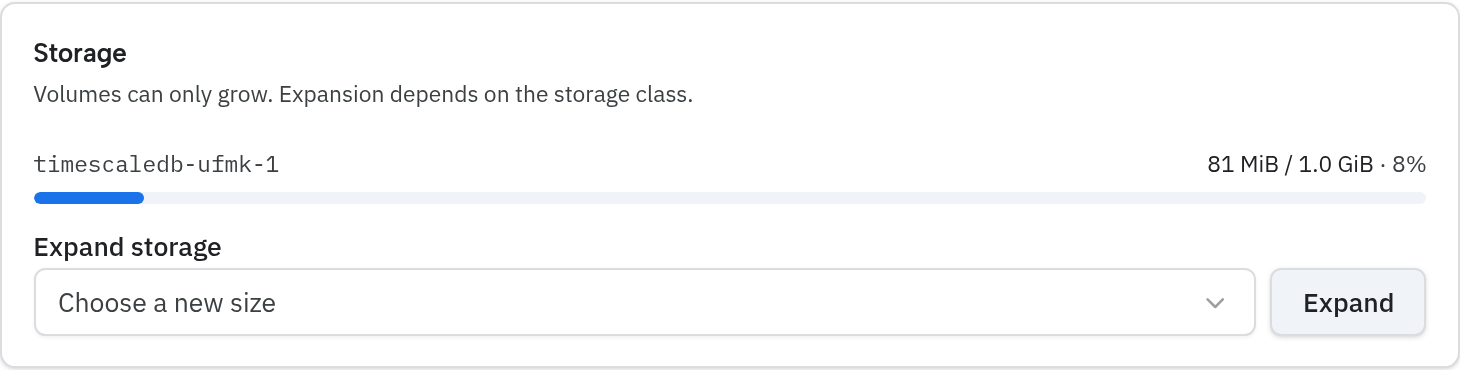 Storage
Volumes can only grow. Expansion depends on the storage class.
timescaledb-ufmk-1 81 MiB / 1.0 GiB · 8%
Expand storage
Choose a new size Expand